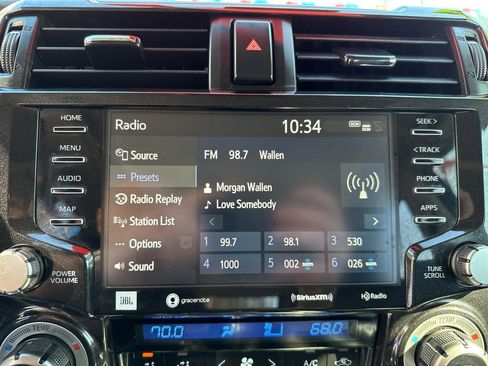 Radio 10:34
HOME
MENU
AUDIO
MAP
POWER
VOLUME
SEEK >
< TRACK
PHONE
APPS
TUNE
SCROLL
Source
Presets
Radio Replay
Station List
Options
Sound
FM 98.7 Wallen
Morgan Wallen
Love Somebody
< >
1 99.7 2 98.1 3 530
4 1000 5 002 6 026
JBL gracenote ((SiriusXM)) HD Radio
70.0 68.0
TEMP TEMP
A/C